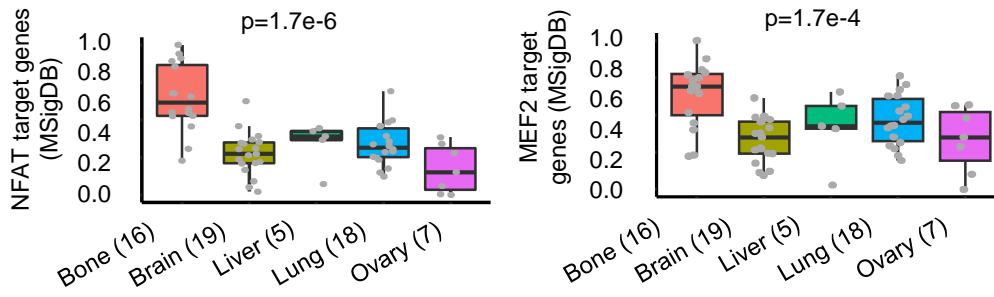 NFAT target genes
(MSigDB)
p=1.7e-6
1.0
0.8
0.6
0.4
0.2
0.0
Bone (16)
Brain (19)
Liver (5)
Lung (18)
Ovary (7)
MEF2 target
genes (MSigDB)
p=1.7e-4
1.0
0.8
0.6
0.4
0.2
0.0
Bone (16)
Brain (19)
Liver (5)
Lung (18)
Ovary (7)